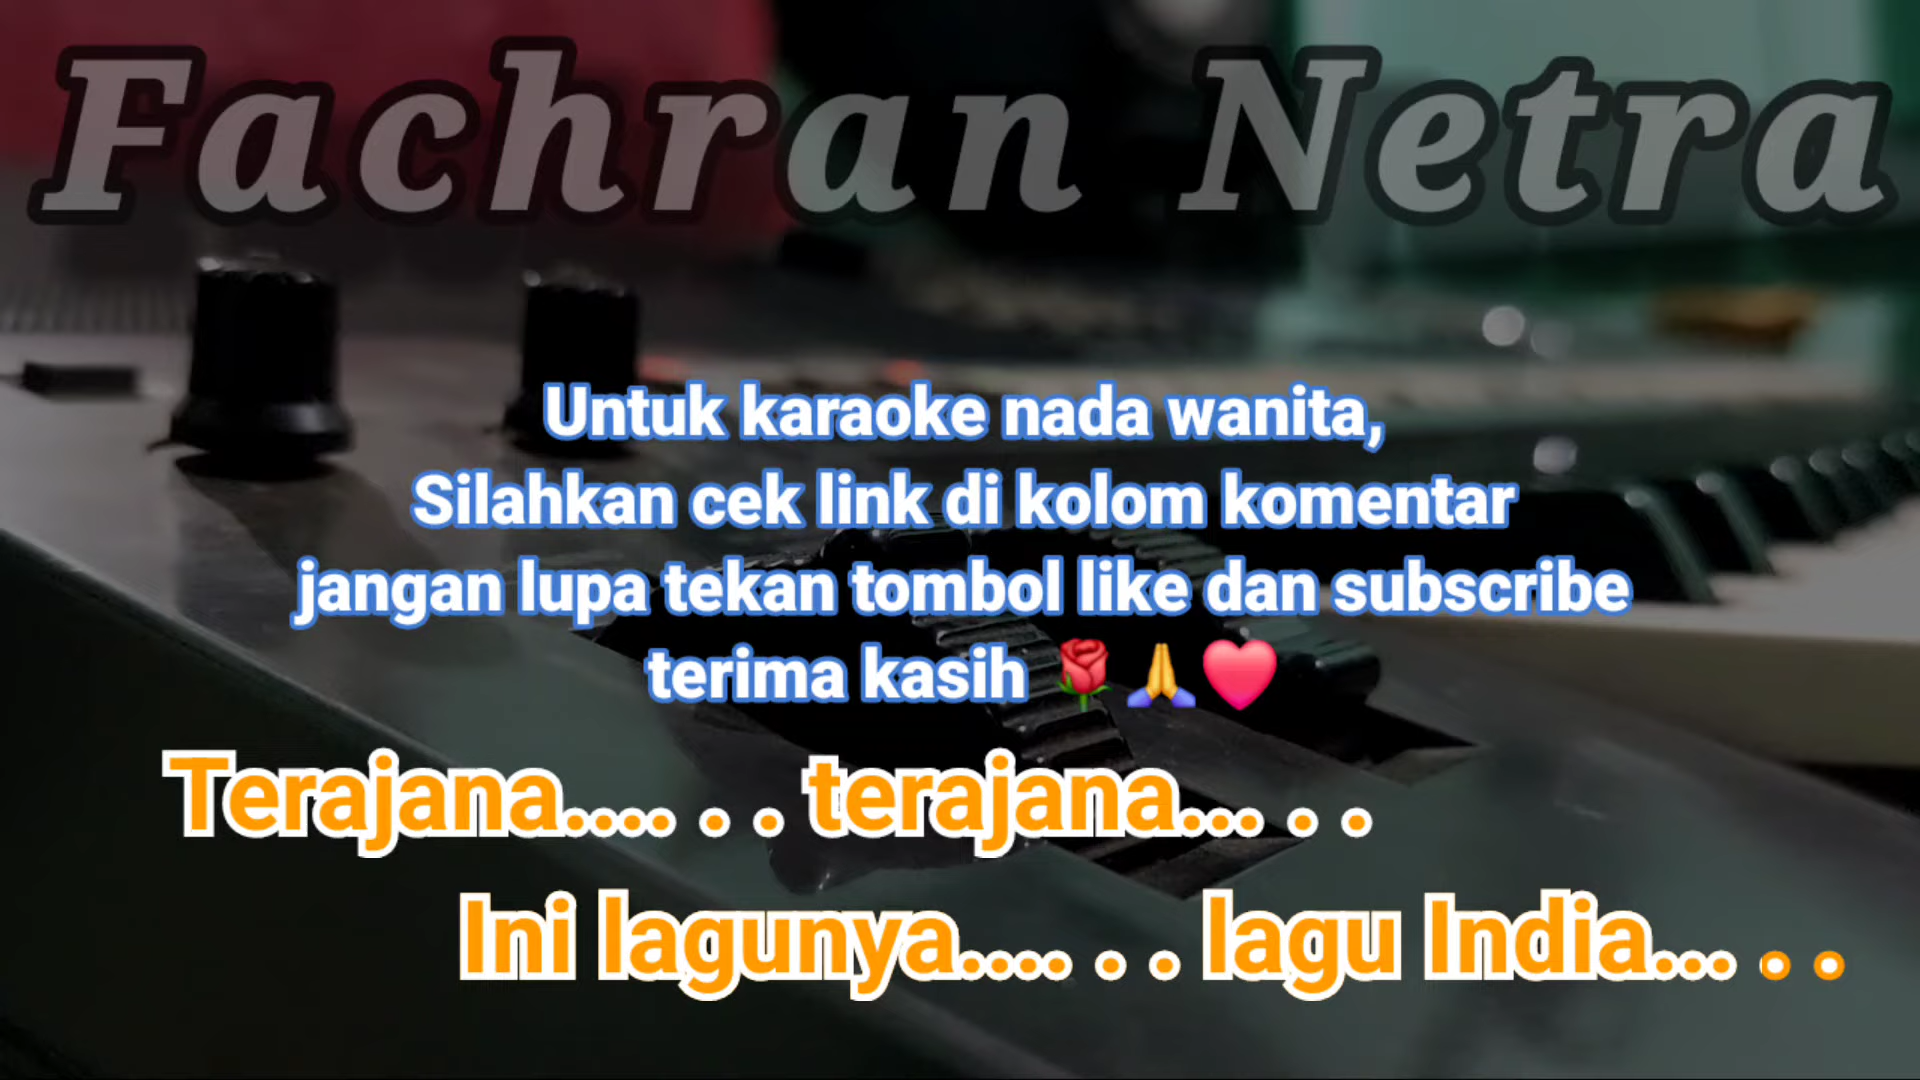 Fachran Netra
Untuk karaoke nada wanita,
Silahkan cek link di kolom komentar
jangan lupa tekan tombol like dan subscribe
terima kasih 🌹🙏❤️
Terajana.... . . terajana... . .
Ini lagunya.... . . lagu India... . .